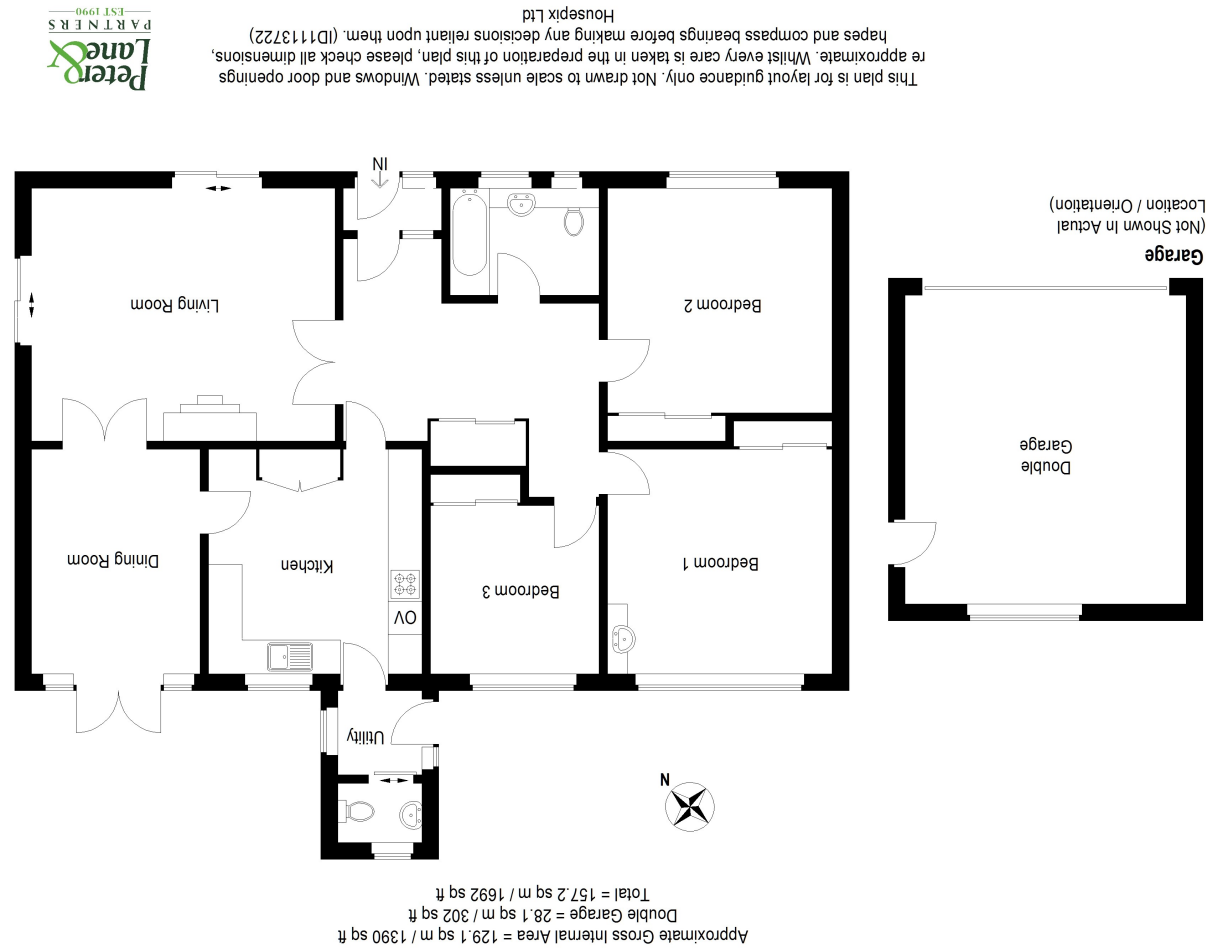 Approximate Gross Internal Area = 129.1 sq m / 1390 sq ft
Double Garage = 28.1 sq m / 302 sq ft
Total = 157.2 sq m / 1692 sq ft
N
Utility
OV
Bedroom 1
Bedroom 3
Kitchen
Dining Room
Double
Garage
Bedroom 2
Living Room
Garage
(Not Shown In Actual
Location / Orientation)
IN
This plan is for layout guidance only. Not drawn to scale unless stated. Windows and door openings
re approximate. Whilst every care is taken in the preparation of this plan, please check all dimensions,
hapes and compass bearings before making any decisions reliant upon them. (ID1113722)
Housepix Ltd
Peter &
Lane
PARTNERS
EST 1990